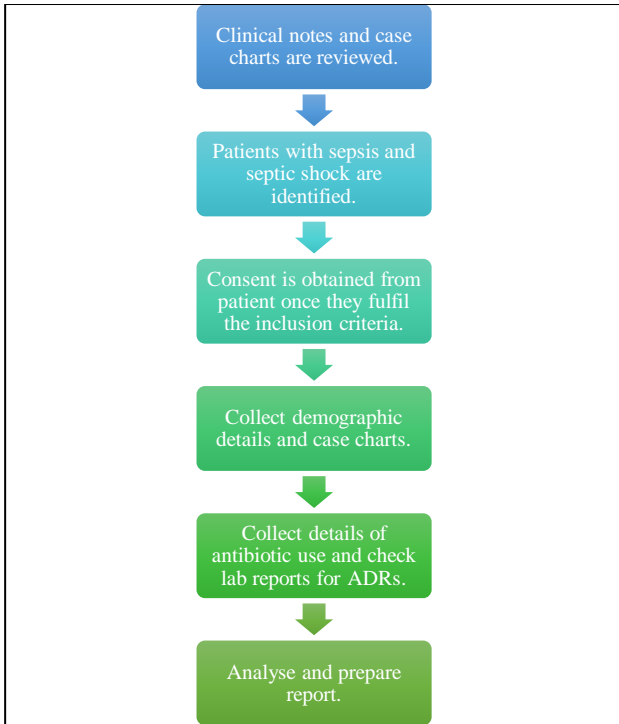 Clinical notes and case
charts are reviewed.
Patients with sepsis and
septic shock are
identified.
Consent is obtained from
patient once they fulfil
the inclusion criteria.
Collect demographic
details and case charts.
Collect details of
antibiotic use and check
lab reports for ADRs.
Analyse and prepare
report.